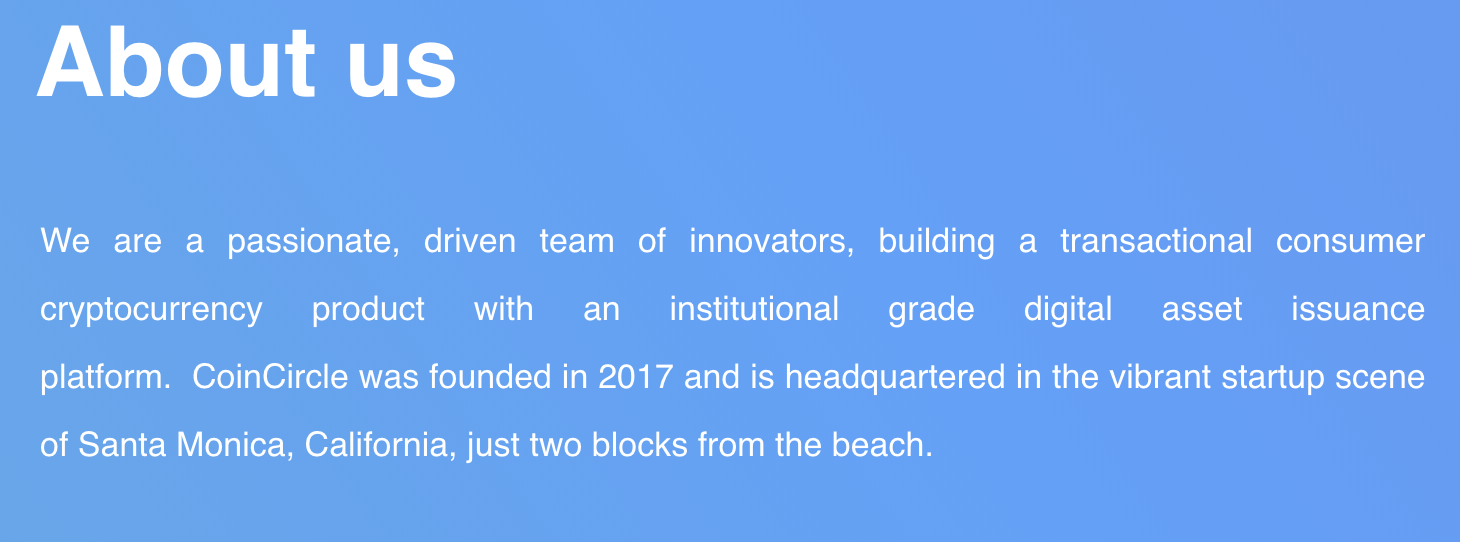 About us
We are a passionate, driven team of innovators, building a transactional consumer
cryptocurrency product with an institutional grade digital asset issuance
platform.  CoinCircle was founded in 2017 and is headquartered in the vibrant startup scene
of Santa Monica, California, just two blocks from the beach.